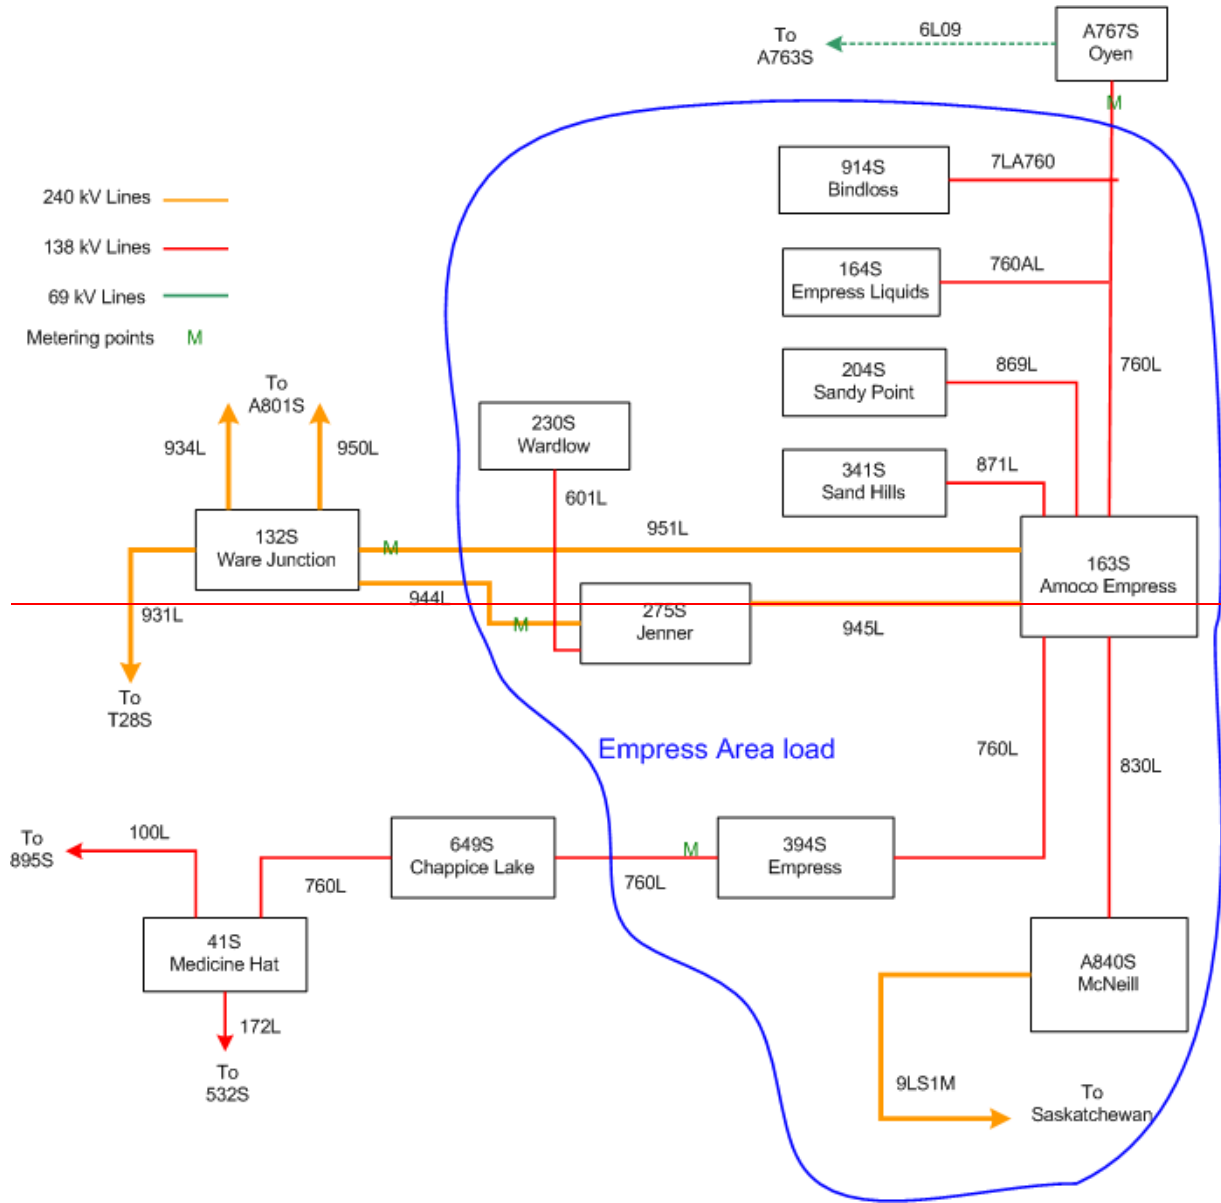 To
A763S
6L09
A767S
Oyen
M
914S
Bindloss
7LA760
240 kV Lines
138 kV Lines
69 kV Lines
Metering points M
164S
Empress Liquids
760AL
204S
Sandy Point
869L
760L
To
A801S
934L
950L
230S
Wardlow
601L
341S
Sand Hills
871L
132S
Ware Junction
M
951L
163S
Amoco Empress
931L
944L
M
275S
Jenner
945L
To
T28S
Empress Area load
760L
830L
To
895S
100L
760L
649S
Chappice Lake
760L
M
394S
Empress
41S
Medicine Hat
172L
To
532S
A840S
McNeill
9LS1M
To
Saskatchewan